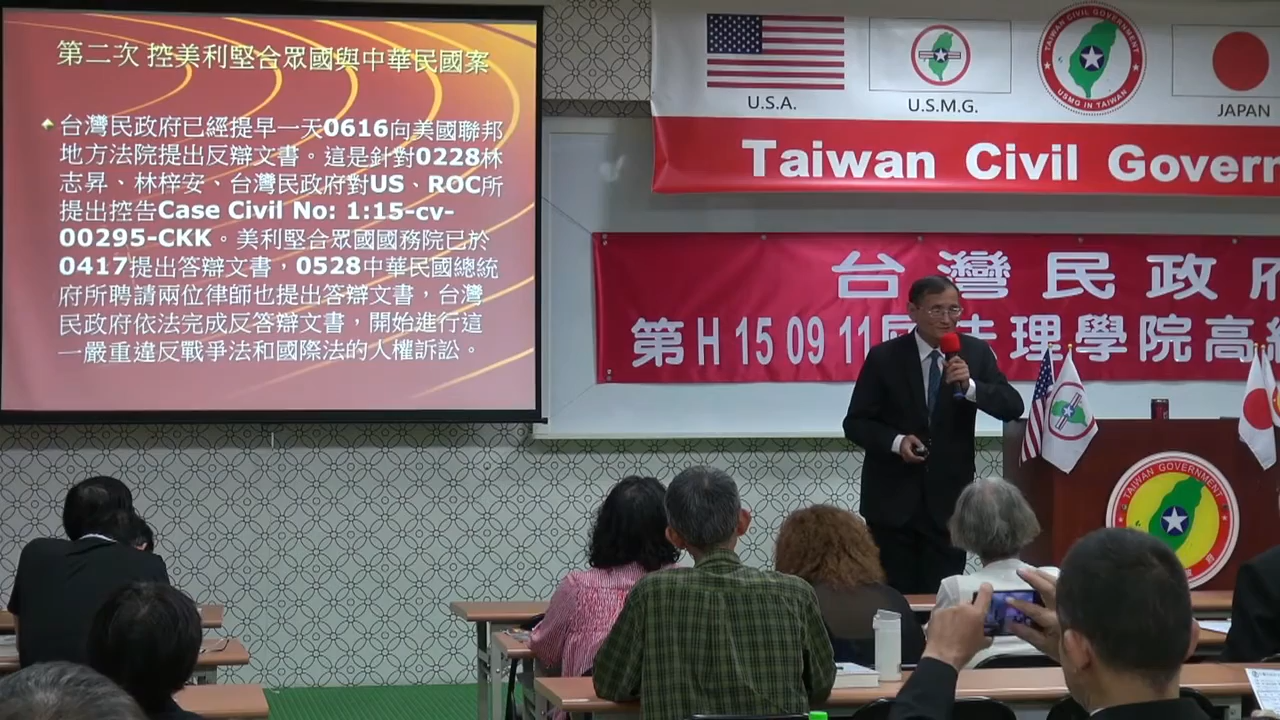 第二次 控美利堅合眾國與中華民國案
台灣民政府已經提早一天0616向美國聯邦
地方法院提出反辯文書。這是針對0228林
志昇、林梓安、台灣民政府對US、ROC所
提出控告Case Civil No: 1:15-cv-
00295-CKK。美利堅合眾國國務院已於
0417提出答辯文書，0528中華民國總統
府所聘請兩位律師也提出答辯文書，台灣
民政府依法完成反答辯文書，開始進行這
一嚴重違反戰爭法和國際法的人權訴訟。
U.S.A.
U.S.M.G.
TAIWAN CIVIL GOVERNMENT
USMG IN TAIWAN
JAPAN
Taiwan Civil Govern
台灣民政府
第H 15 09 11 法理學院高
TAIWAN GOVERNMENT